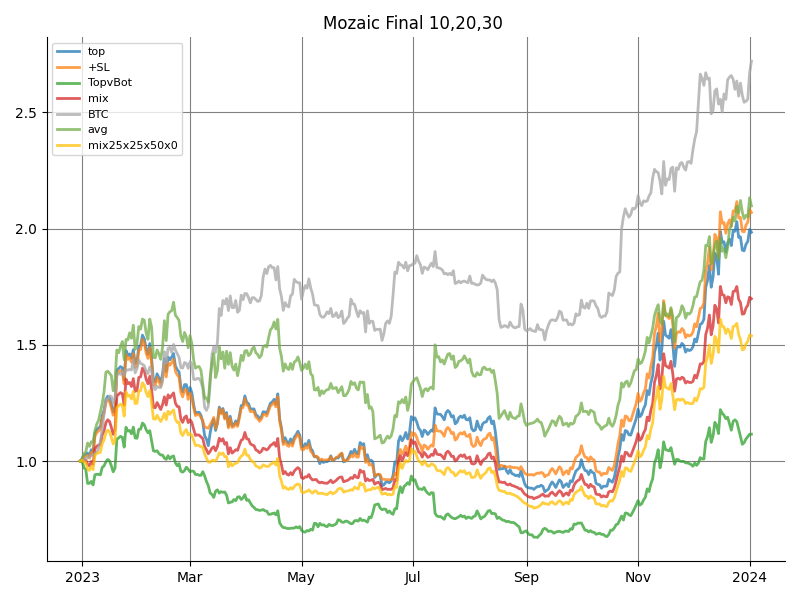 Mozaic Final 10,20,30
top
+SL
TopvBot
mix
BTC
avg
mix25x25x50x0
2.5
2.0
1.5
1.0
2023 Mar May Jul Sep Nov 2024